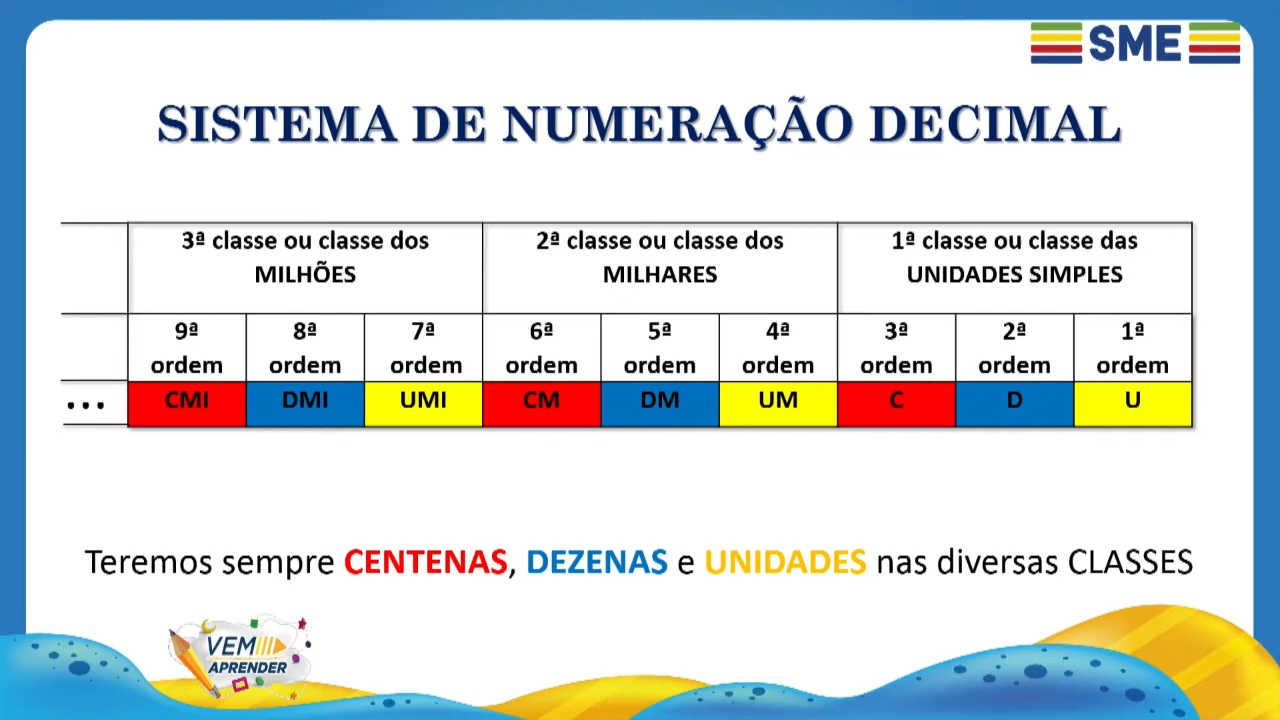 SME
SISTEMA DE NUMERAÇÃO DECIMAL
3ª classe ou classe dos
MILHÕES
2ª classe ou classe dos
MILHARES
1ª classe ou classe das
UNIDADES SIMPLES
9ª ordem
8ª ordem
7ª ordem
6ª ordem
5ª ordem
4ª ordem
3ª ordem
2ª ordem
1ª ordem
... CMI DMI UMI CM DM UM C D U
Teremos sempre CENTENAS, DEZENAS e UNIDADES nas diversas CLASSES
VEM
APRENDER